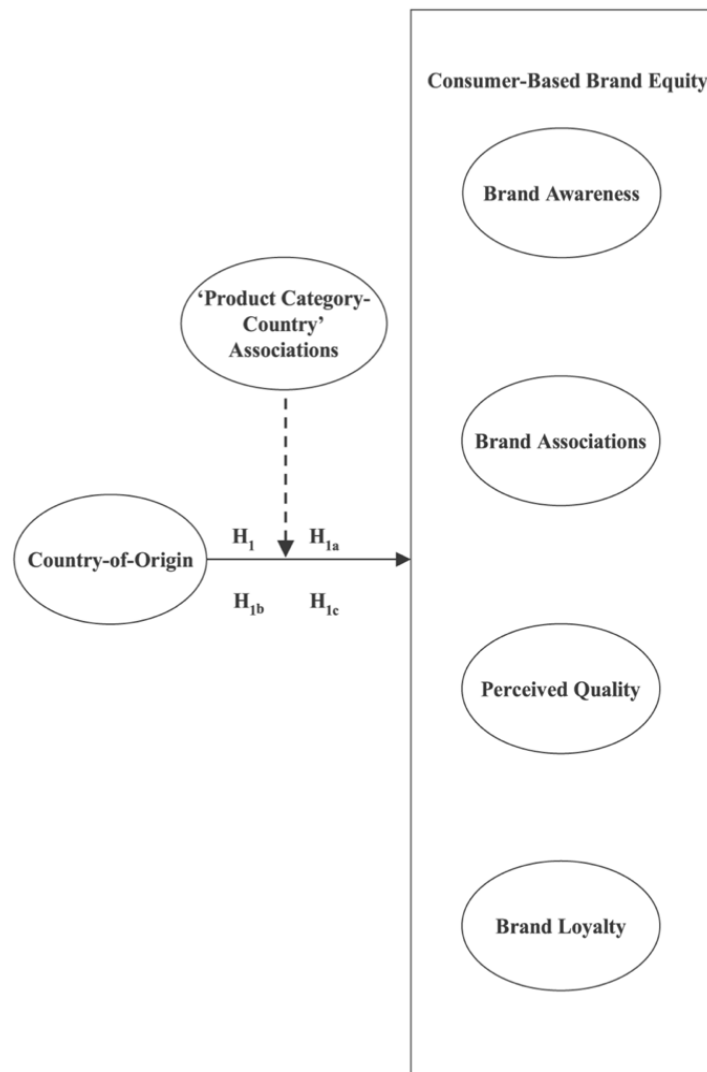 Consumer-Based Brand Equity
Brand Awareness
‘Product Category-
Country’
Associations
Brand Associations
H1 H1a
Country-of-Origin
H1b H1c
Perceived Quality
Brand Loyalty